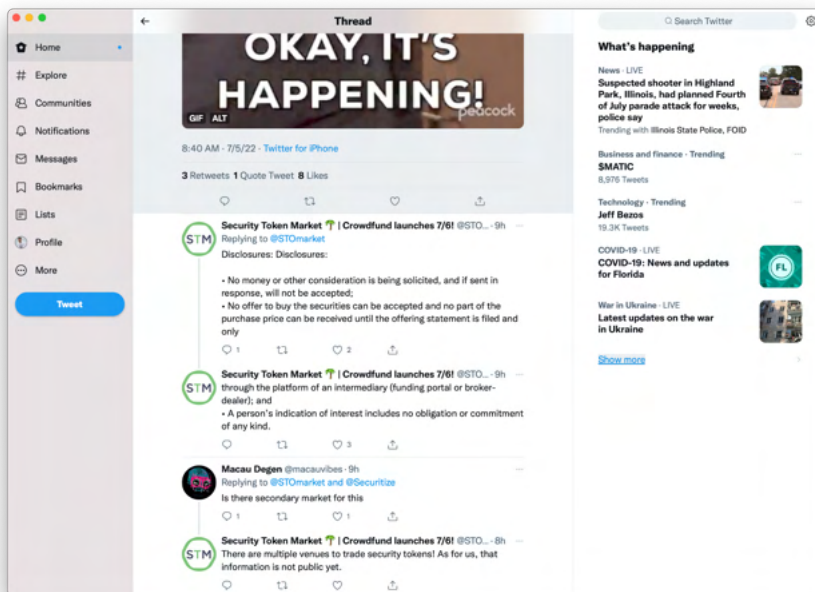 Thread
Search Twitter
Home
Explore
Communities
Notifications
Messages
Bookmarks
Lists
Profile
More
Tweet
OKAY, IT'S
HAPPENING!
peacock
GIF ALT
8:40 AM · 7/5/22 · Twitter for iPhone
3 Retweets 1 Quote Tweet 8 Likes
STM
Security Token Market 🌴 | Crowdfund launches 7/6! @STO... · 9h
Replying to @STOmarket
Disclosures: Disclosures:
• No money or other consideration is being solicited, and if sent in
response, will not be accepted;
• No offer to buy the securities can be accepted and no part of the
purchase price can be received until the offering statement is filed and
only
1 2
STM
Security Token Market 🌴 | Crowdfund launches 7/6! @STO... · 9h
through the platform of an intermediary (funding portal or broker-
dealer); and
• A person's indication of interest includes no obligation or commitment
of any kind.
3
Macau Degen @macauvibes · 9h
Replying to @STOmarket and @Securitize
Is there secondary market for this
1 1
STM
Security Token Market 🌴 | Crowdfund launches 7/6! @STO... · 8h
There are multiple venues to trade security tokens! As for us, that
information is not public yet.
What's happening
News · LIVE
Suspected shooter in Highland
Park, Illinois, had planned Fourth
of July parade attack for weeks,
police say
Trending with Illinois State Police, FOID
Business and finance · Trending
$MATIC
8,976 Tweets
Technology · Trending
Jeff Bezos
19.3K Tweets
COVID-19 · LIVE
COVID-19: News and updates
for Florida
FL
War in Ukraine · LIVE
Latest updates on the war
in Ukraine
Show more